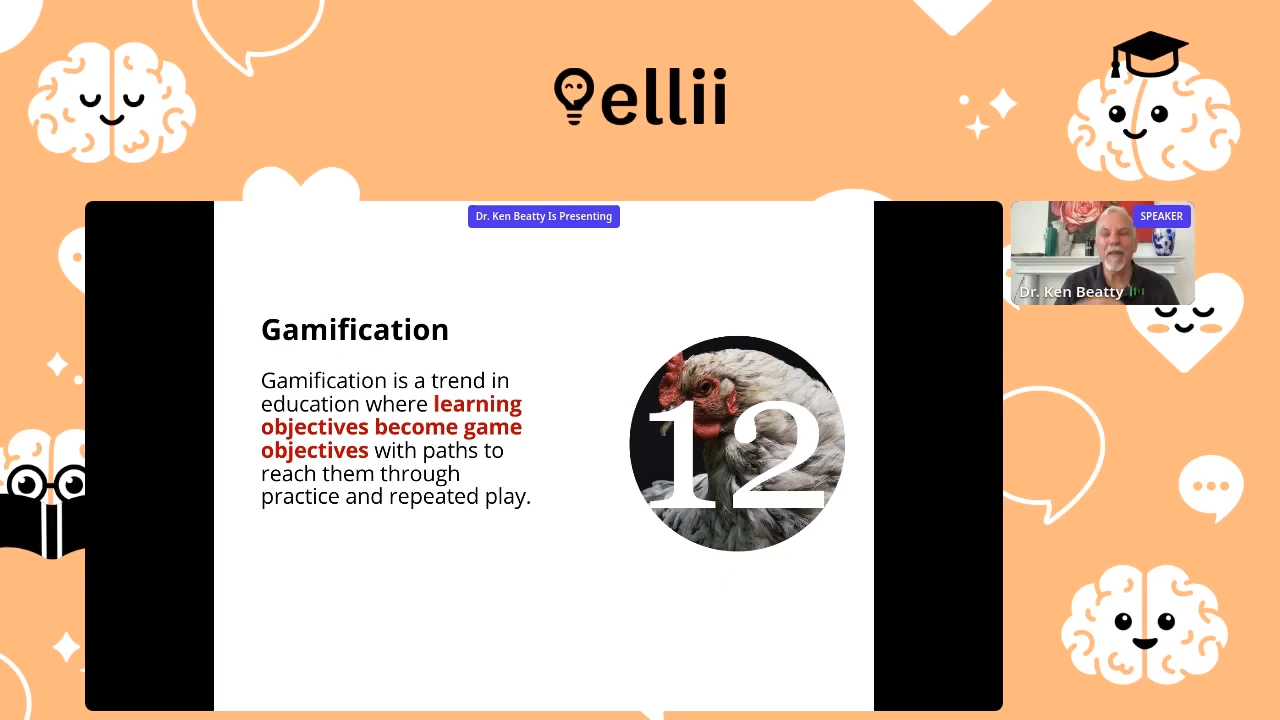 ellii
Dr. Ken Beatty Is Presenting
SPEAKER
Dr. Ken Beatty
Gamification
Gamification is a trend in
education where learning
objectives become game
objectives with paths to
reach them through
practice and repeated play.
12